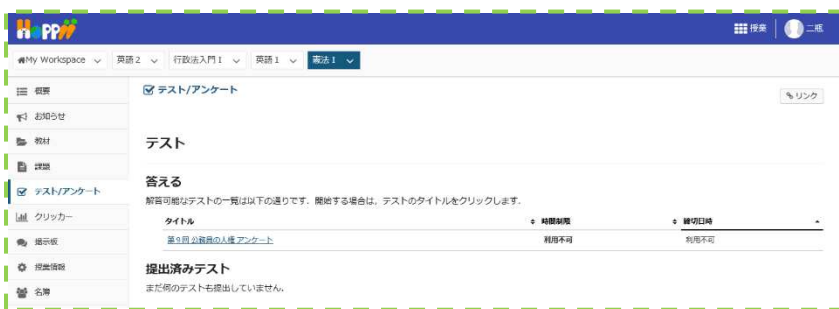 Hoppii
授業 二瓶
My Workspace 英語2 行政法入門I 英語1 憲法I
概要
お知らせ
教材
課題
テスト/アンケート
クリッカー
掲示板
授業情報
名簿
テスト/アンケート
リンク
テスト
答える
解答可能なテストの一覧は以下の通りです．開始する場合は，テストのタイトルをクリックします．
タイトル 時間制限 締切日時
第9回 公務員の人権 アンケート 利用不可 利用不可
提出済みテスト
まだ何のテストも提出していません。